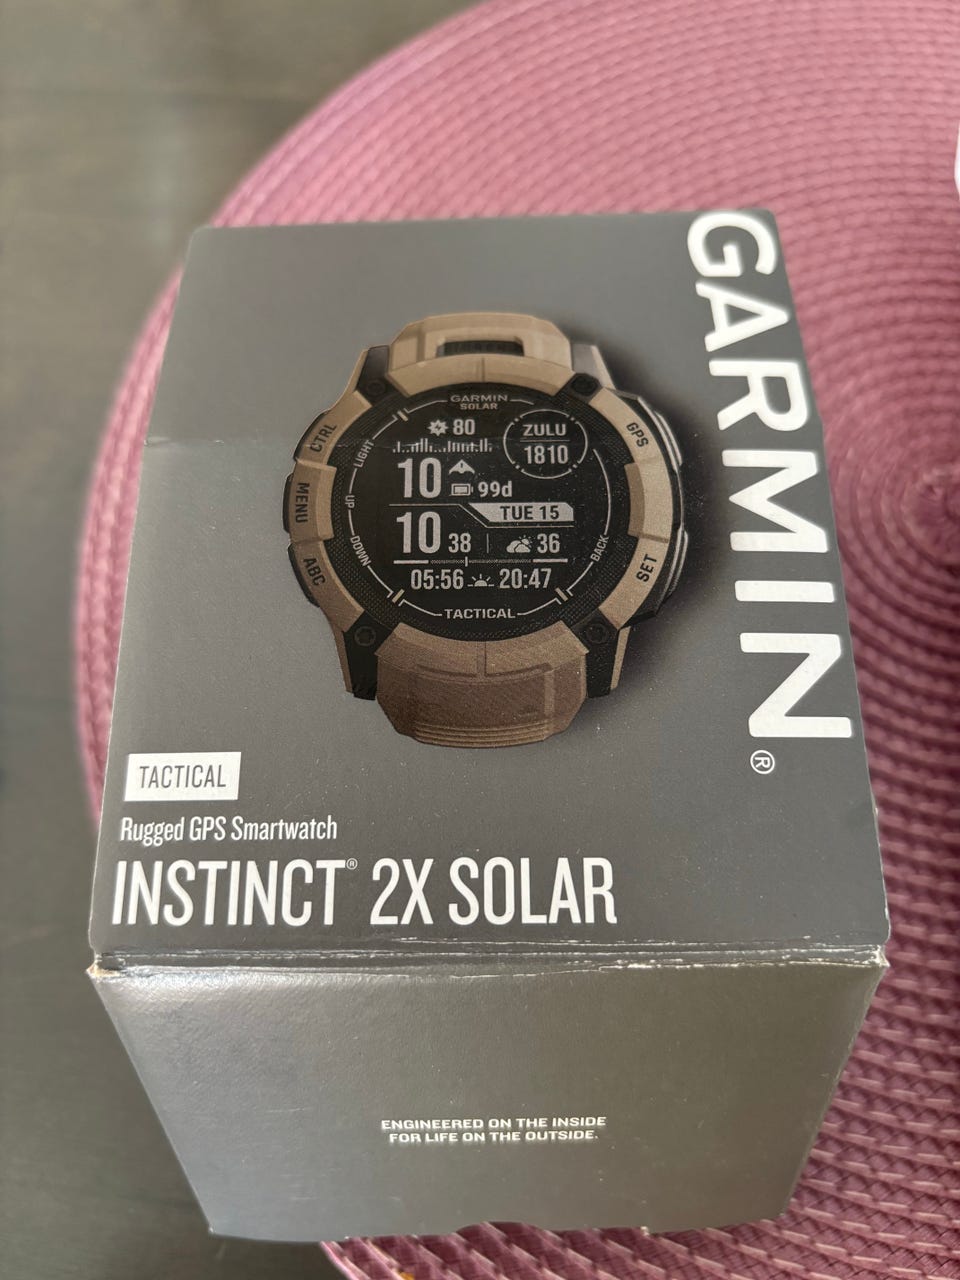 GARMIN®
GARMIN
SOLAR
80
ZULU
1810
10
99d
TUE 15
10 38
36
05:56
20:47
TACTICAL
CTRL
LIGHT
MENU
UP
ABC
DOWN
GPS
BACK
SET
TACTICAL
Rugged GPS Smartwatch
INSTINCT® 2X SOLAR
ENGINEERED ON THE INSIDE
FOR LIFE ON THE OUTSIDE.